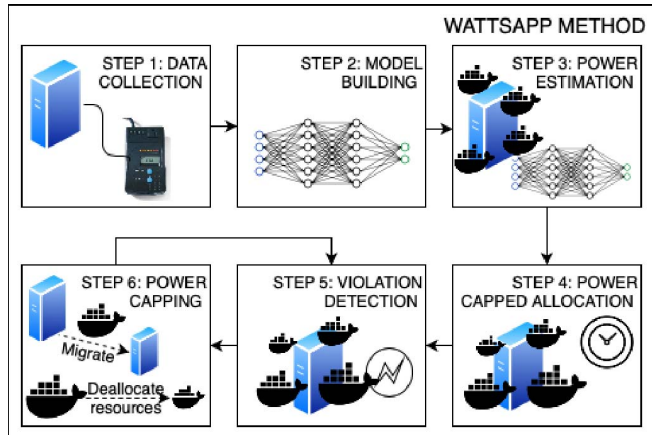 WATTSAPP METHOD
STEP 1: DATA
COLLECTION
STEP 2: MODEL
BUILDING
STEP 3: POWER
ESTIMATION
STEP 6: POWER
CAPPING
Migrate
Deallocate
resources
STEP 5: VIOLATION
DETECTION
STEP 4: POWER
CAPPED ALLOCATION